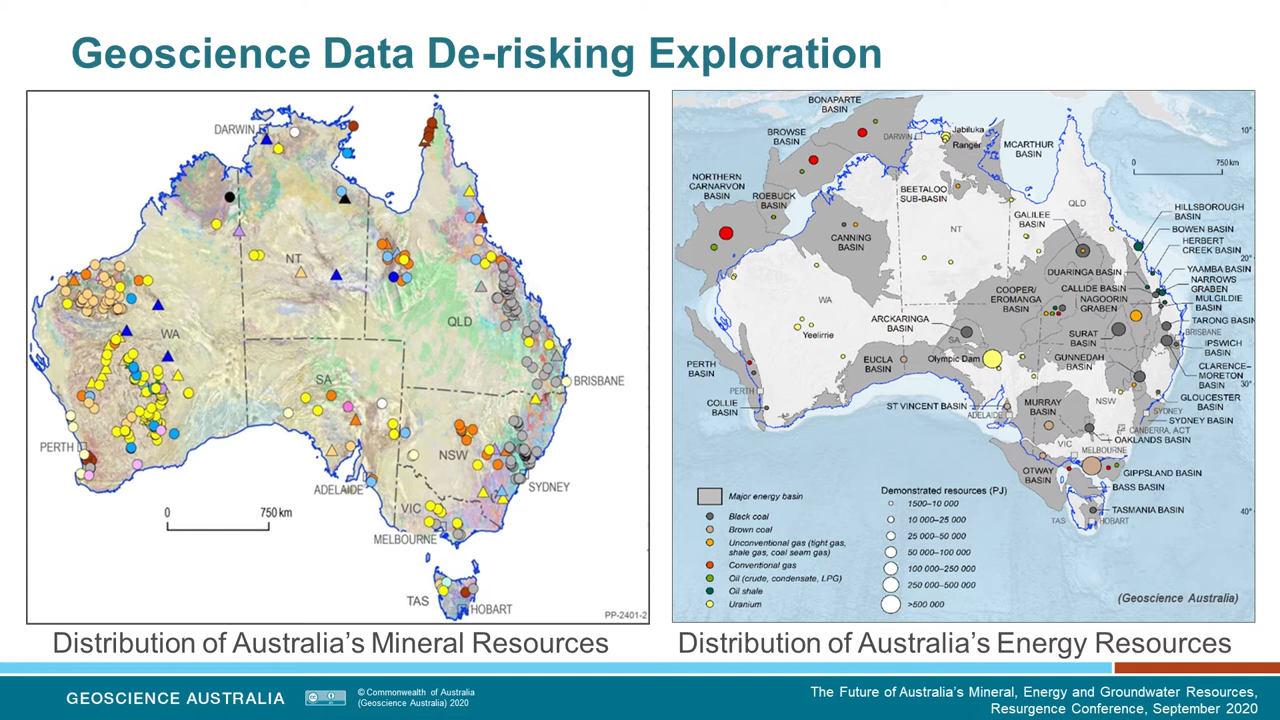 Geoscience Data De-risking Exploration
DARWIN
NT
WA
QLD
SA
BRISBANE
PERTH
NSW
ADELAIDE
SYDNEY
0
750 km
VIC
MELBOURNE
TAS
HOBART
PP-2401-2
Distribution of Australia's Mineral Resources
BONAPARTE
BASIN
BROWSE
BASIN
DARWIN
Jabiluka
Ranger
MCARTHUR
BASIN
10°
0
750 km
NORTHERN
CARNARVON
BASIN
ROEBUCK
BASIN
BEETALOO
SUB-BASIN
QLD
GALILEE
BASIN
HILLSBOROUGH
BASIN
BOWEN BASIN
HERBERT
CREEK BASIN
CANNING
BASIN
NT
20°
DUARINGA BASIN
YAAMBA BASIN
NARROWS
GRABEN
CALLIDE BASIN
NAGOORIN
GRABEN
MULGILDIE
BASIN
COOPER/
EROMANGA
BASIN
WA
TARONG BASIN
ARCKARINGA
BASIN
SA
SURAT
BASIN
BRISBANE
Yeelirrie
IPSWICH
BASIN
PERTH
BASIN
EUCLA
BASIN
Olympic Dam
GUNNEDAH
BASIN
CLARENCE–
MORETON
BASIN
30°
PERTH
COLLIE
BASIN
ST VINCENT BASIN
ADELAIDE
MURRAY
BASIN
NSW
GLOUCESTER
BASIN
SYDNEY
SYDNEY BASIN
CANBERRA, ACT
OAKLANDS BASIN
VIC
MELBOURNE
OTWAY
BASIN
GIPPSLAND BASIN
BASS BASIN
TASMANIA BASIN
40°
TAS
HOBART
Major energy basin
Black coal
Brown coal
Unconventional gas (tight gas,
shale gas, coal seam gas)
Conventional gas
Oil (crude, condensate, LPG)
Oil shale
Uranium
Demonstrated resources (PJ)
1500–10 000
10 000–25 000
25 000–50 000
50 000–100 000
100 000–250 000
250 000–500 000
>500 000
(Geoscience Australia)
Distribution of Australia's Energy Resources
GEOSCIENCE AUSTRALIA
© Commonwealth of Australia
(Geoscience Australia) 2020
The Future of Australia's Mineral, Energy and Groundwater Resources,
Resurgence Conference, September 2020